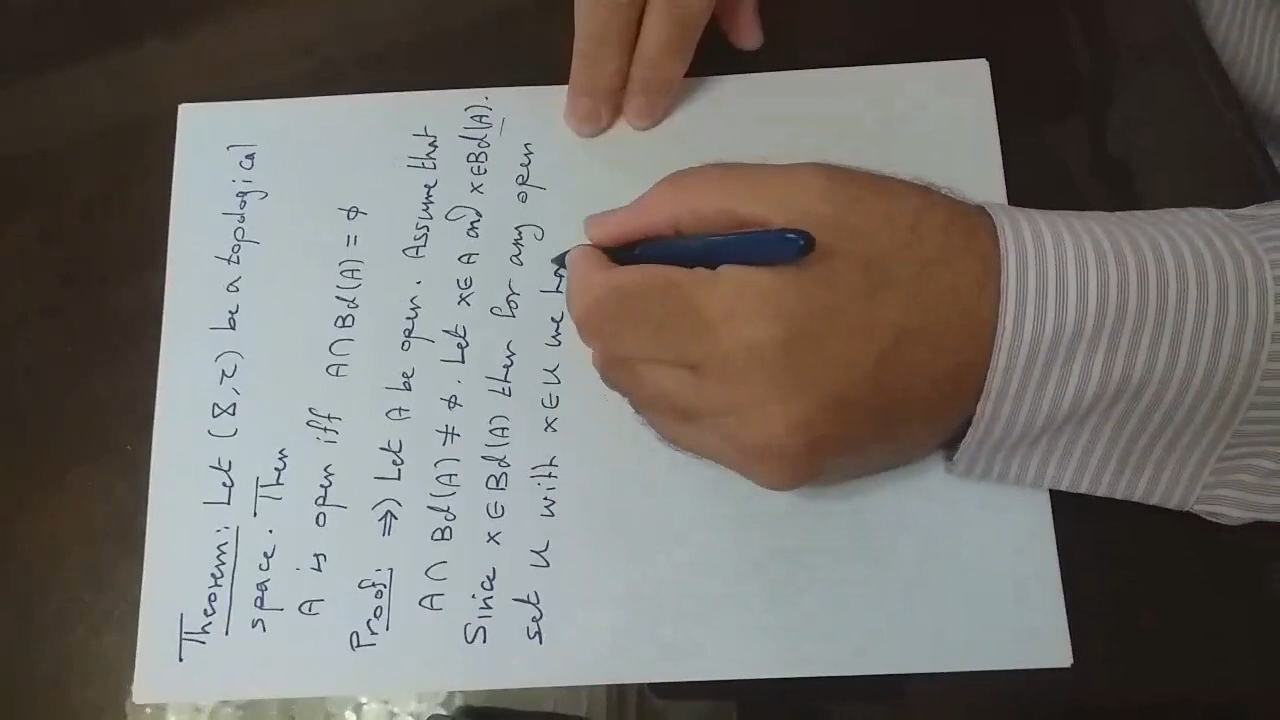 Theorem: Let (X, τ) be a topological
space. Then
A is open iff A∩Bd(A) = ϕ
Proof: ⇒) Let A be open. Assume that
A∩Bd(A) ≠ ϕ. Let x∈A and x∈Bd(A).
Since x∈Bd(A) then for any open
set U with x∈U we